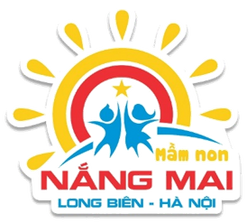 Mầm non
NẮNG MAI
LONG BIÊN - HÀ NỘI